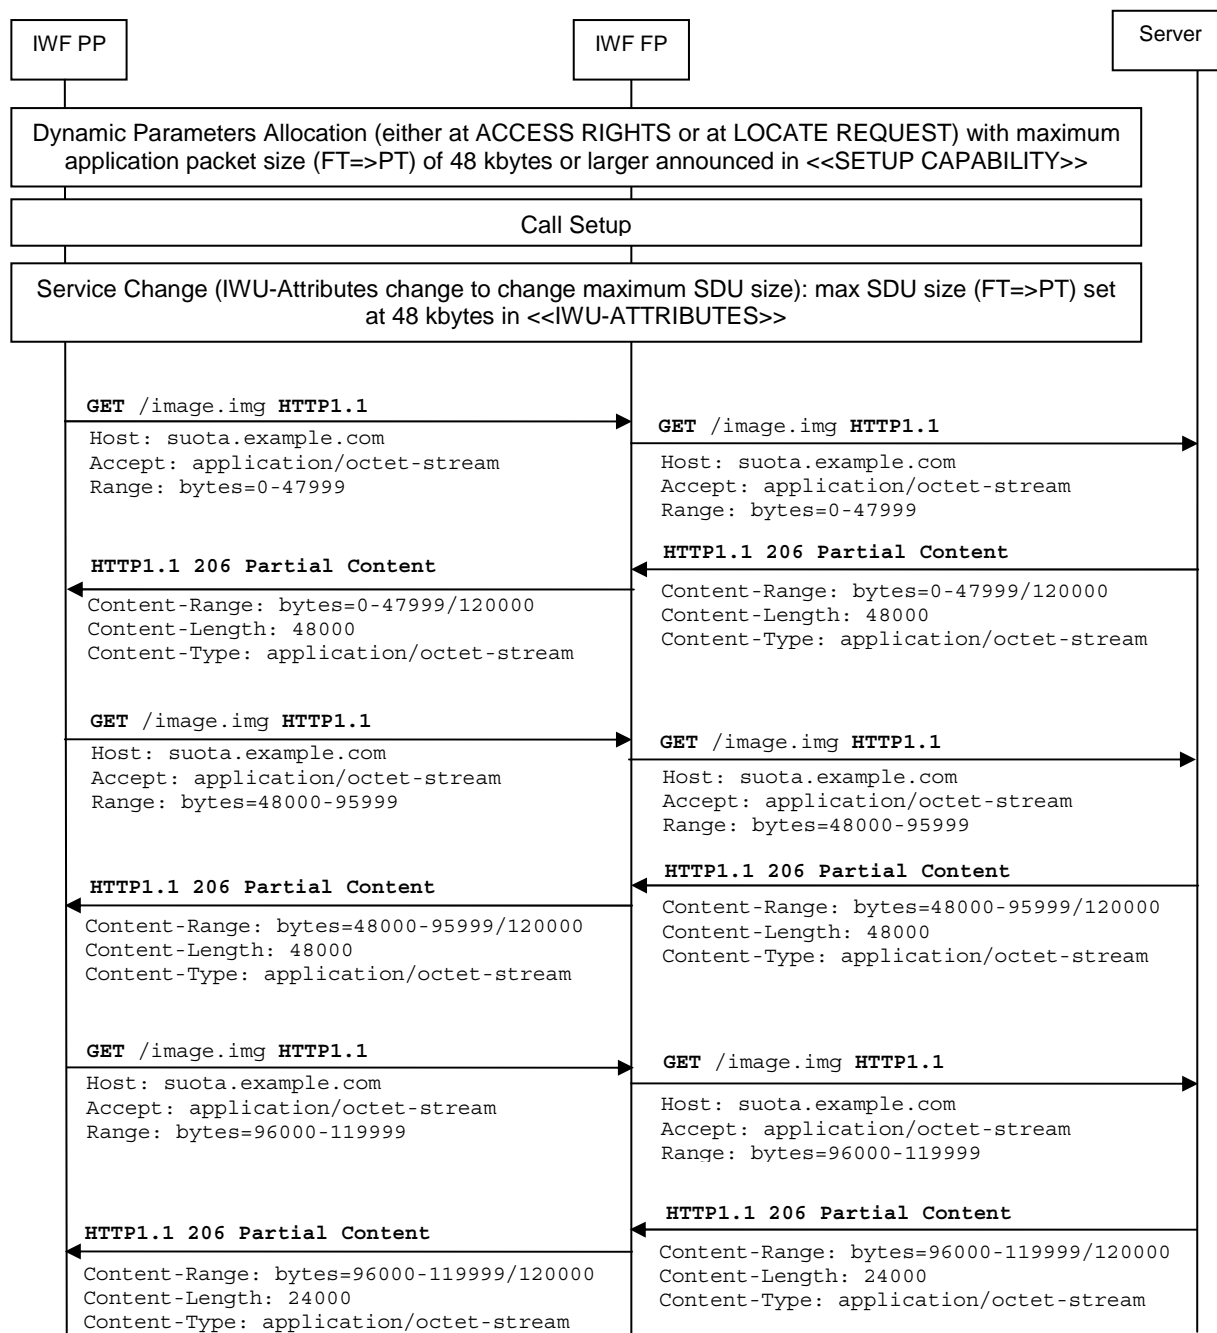 IWF PP
IWF FP
Server
Dynamic Parameters Allocation (either at ACCESS RIGHTS or at LOCATE REQUEST) with maximum
application packet size (FT=>PT) of 48 kbytes or larger announced in <<SETUP CAPABILITY>>
Call Setup
Service Change (IWU-Attributes change to change maximum SDU size): max SDU size (FT=>PT) set
at 48 kbytes in <<IWU-ATTRIBUTES>>
GET /image.img HTTP1.1
Host: suota.example.com
Accept: application/octet-stream
Range: bytes=0-47999
GET /image.img HTTP1.1
Host: suota.example.com
Accept: application/octet-stream
Range: bytes=0-47999
HTTP1.1 206 Partial Content
Content-Range: bytes=0-47999/120000
Content-Length: 48000
Content-Type: application/octet-stream
HTTP1.1 206 Partial Content
Content-Range: bytes=0-47999/120000
Content-Length: 48000
Content-Type: application/octet-stream
GET /image.img HTTP1.1
Host: suota.example.com
Accept: application/octet-stream
Range: bytes=48000-95999
GET /image.img HTTP1.1
Host: suota.example.com
Accept: application/octet-stream
Range: bytes=48000-95999
HTTP1.1 206 Partial Content
Content-Range: bytes=48000-95999/120000
Content-Length: 48000
Content-Type: application/octet-stream
HTTP1.1 206 Partial Content
Content-Range: bytes=48000-95999/120000
Content-Length: 48000
Content-Type: application/octet-stream
GET /image.img HTTP1.1
Host: suota.example.com
Accept: application/octet-stream
Range: bytes=96000-119999
GET /image.img HTTP1.1
Host: suota.example.com
Accept: application/octet-stream
Range: bytes=96000-119999
HTTP1.1 206 Partial Content
Content-Range: bytes=96000-119999/120000
Content-Length: 24000
Content-Type: application/octet-stream
HTTP1.1 206 Partial Content
Content-Range: bytes=96000-119999/120000
Content-Length: 24000
Content-Type: application/octet-stream